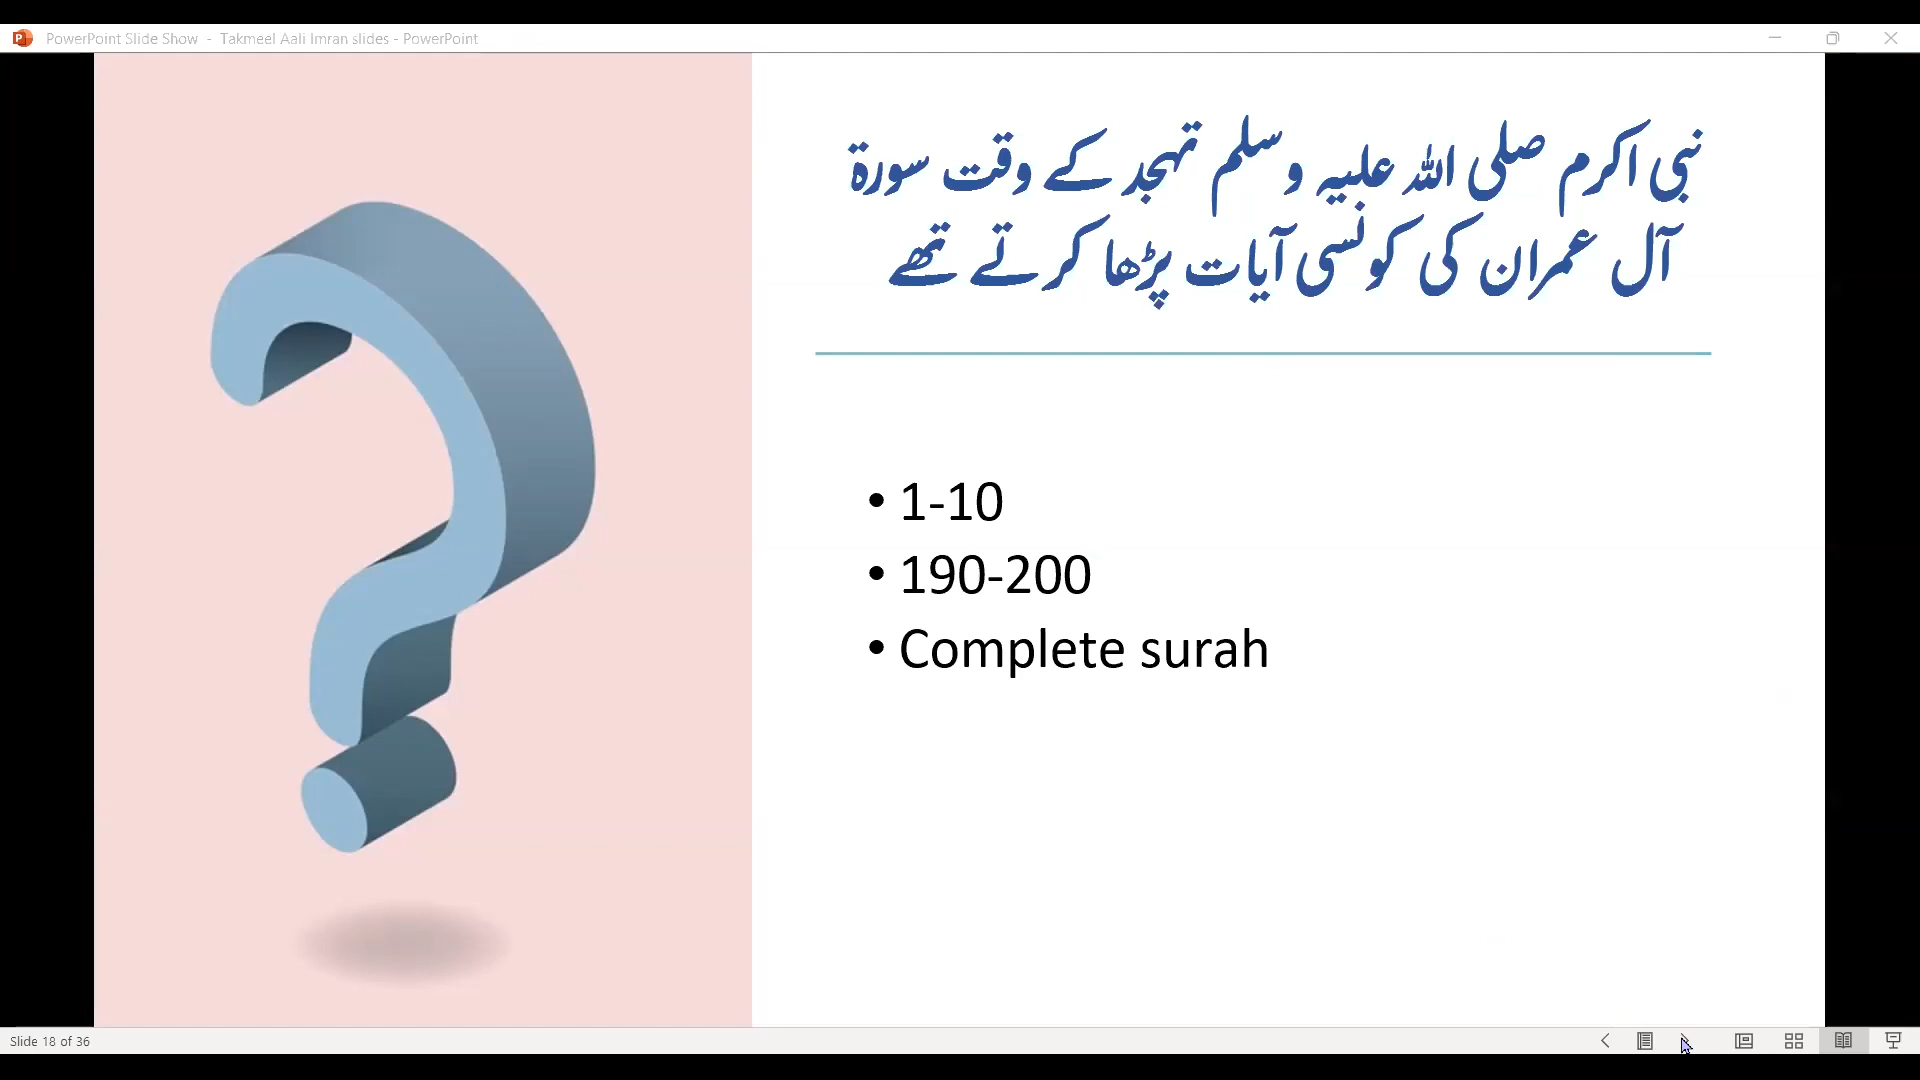 PowerPoint Slide Show - Takmeel Aali Imran slides - PowerPoint
نبی اکرم صلی اللہ علیہ وسلم تہجد کے وقت سورۃ
آل عمران کی کونسی آیات پڑھا کرتے تھے
• 1-10
• 190-200
• Complete surah
Slide 18 of 36